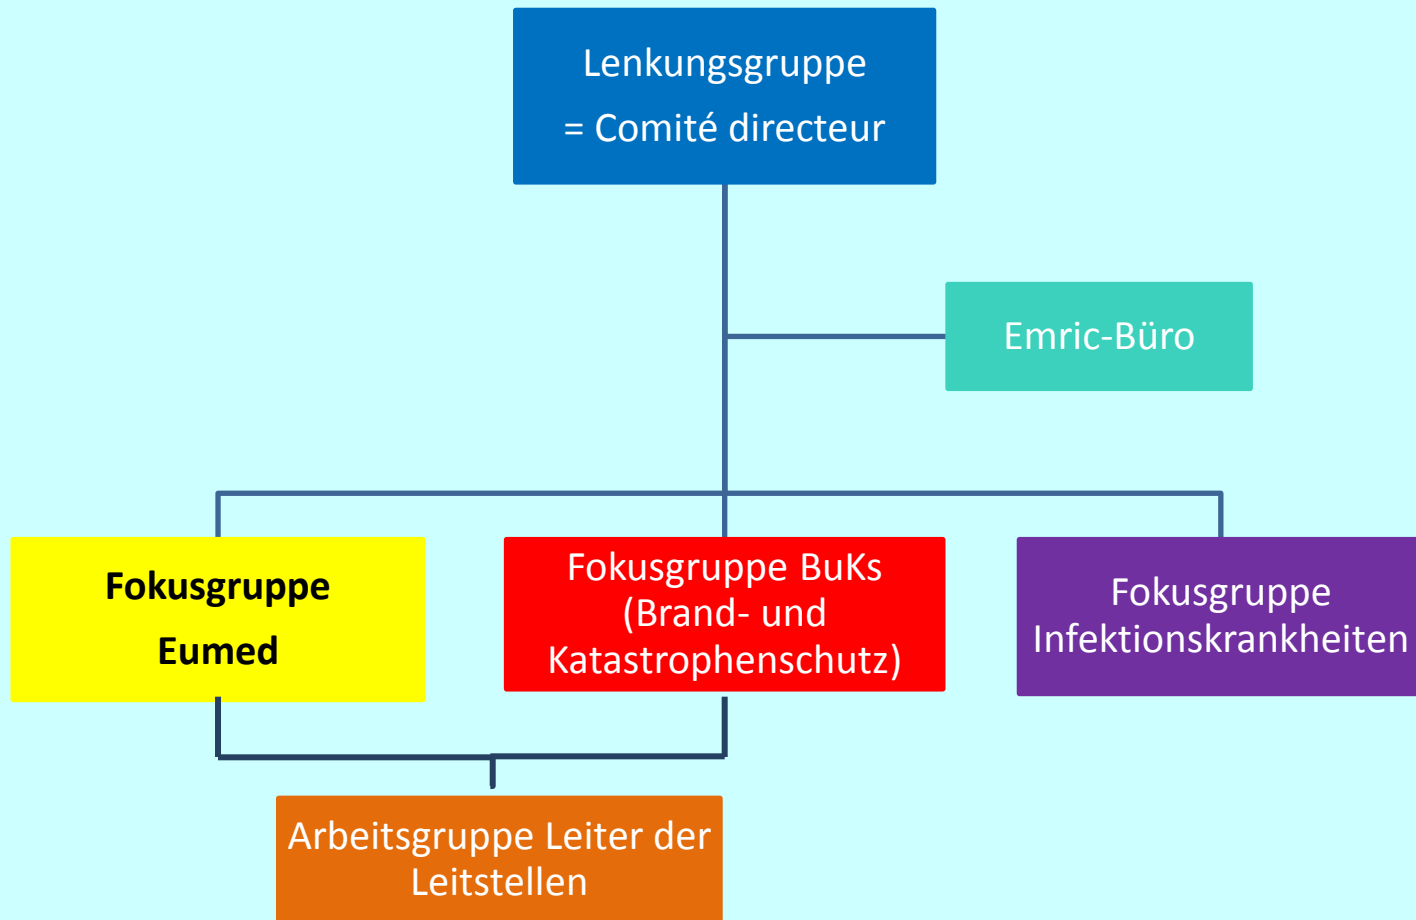 Lenkungsgruppe
= Comité directeur
Emric-Büro
Fokusgruppe
Eumed
Fokusgruppe BuKs
(Brand- und
Katastrophenschutz)
Fokusgruppe
Infektionskrankheiten
Arbeitsgruppe Leiter der
Leitstellen